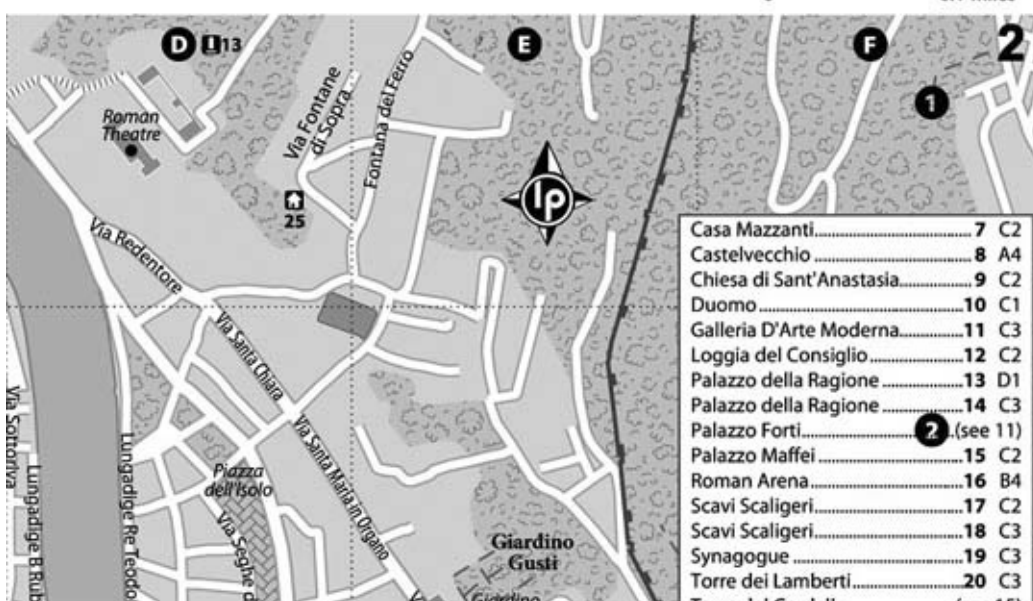 2
D
13
E
F
1
Roman
Theatre
Via Fontane
di Sopra
Fontana del Ferro
lp
25
Via Redentore
Via Santa Chiara
Via Santa Maria in Organo
Via Sottoriva
Lungadige B Rub
Lungadige Re Teodo
Piazza
dell'Isolo
Via Seghe
Giardino
Gusti
Giardino
Casa Mazzanti 7 C2
Castelvecchio 8 A4
Chiesa di Sant'Anastasia 9 C2
Duomo 10 C1
Galleria D'Arte Moderna 11 C3
Loggia del Consiglio 12 C2
Palazzo della Ragione 13 D1
Palazzo della Ragione 14 C3
Palazzo Forti 2 (see 11)
Palazzo Maffei 15 C2
Roman Arena 16 B4
Scavi Scaligeri 17 C2
Scavi Scaligeri 18 C3
Synagogue 19 C3
Torre dei Lamberti 20 C3